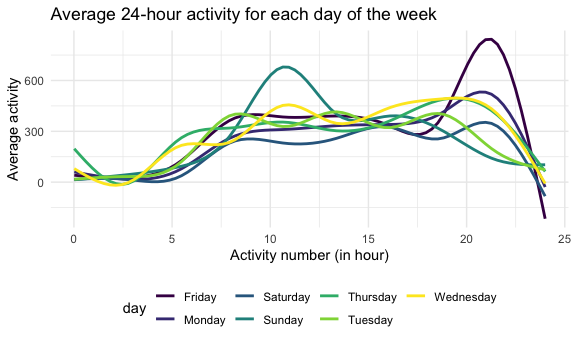 Average 24-hour activity for each day of the week
Average activity
600
300
0
0 5 10 15 20 25
Activity number (in hour)
day
Friday Saturday Thursday Wednesday
Monday Sunday Tuesday